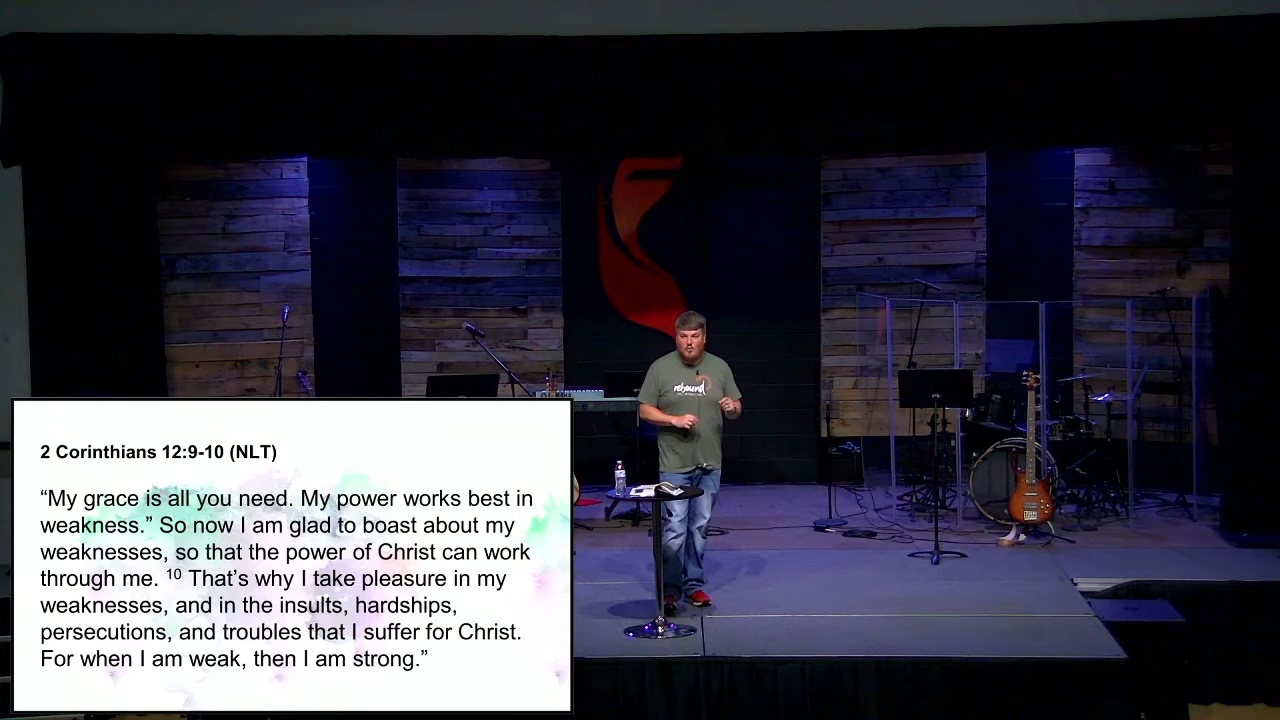 rebound
2 Corinthians 12:9-10 (NLT)
“My grace is all you need. My power works best in
weakness.” So now I am glad to boast about my
weaknesses, so that the power of Christ can work
through me. 10 That’s why I take pleasure in my
weaknesses, and in the insults, hardships,
persecutions, and troubles that I suffer for Christ.
For when I am weak, then I am strong.”